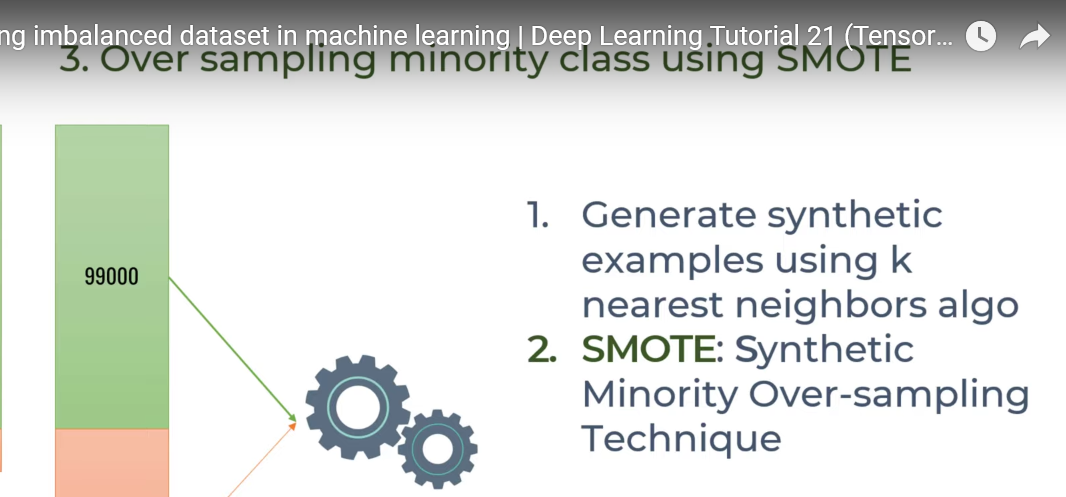 ng imbalanced dataset in machine learning | Deep Learning Tutorial 21 (Tensor...
3. Over sampling minority class using SMOTE
99000
1. Generate synthetic
examples using k
nearest neighbors algo
2. SMOTE: Synthetic
Minority Over-sampling
Technique